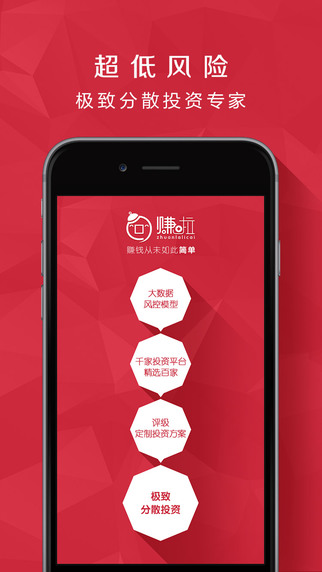 超低风险
极致分散投资专家
赚啦
zhuanlalicai
赚钱从未如此简单
大数据
风控模型
千家投资平台
精选百家
评级
定制投资方案
极致
分散投资